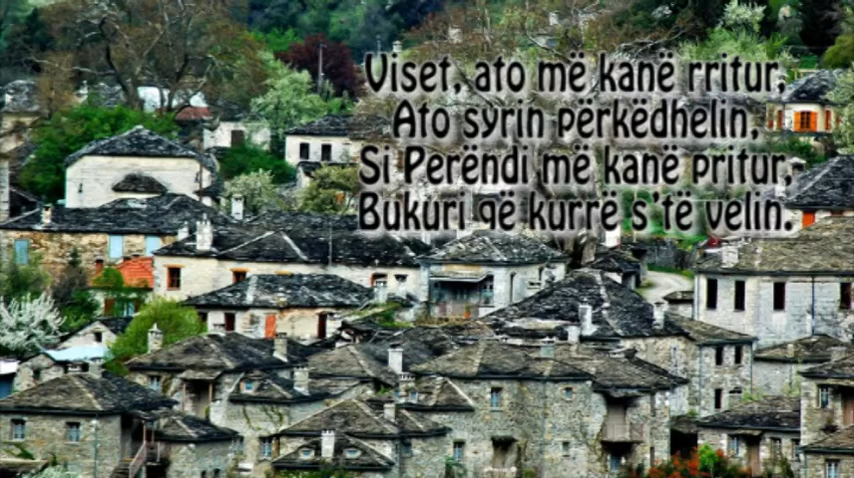 Viset, ato më kanë rritur,
Ato syrin përkëdhelin,
Si Perëndi më kanë pritur,
Bukuri që kurrë s'të velin.